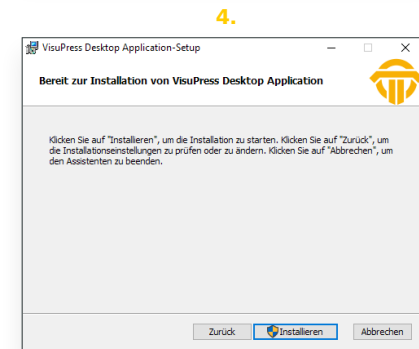 4.
VisuPress Desktop Application-Setup
Bereit zur Installation von VisuPress Desktop Application
Klicken Sie auf "Installieren", um die Installation zu starten. Klicken Sie auf "Zurück", um
die Installationseinstellungen zu prüfen oder zu ändern. Klicken Sie auf "Abbrechen", um
den Assistenten zu beenden.
Zurück Installieren Abbrechen